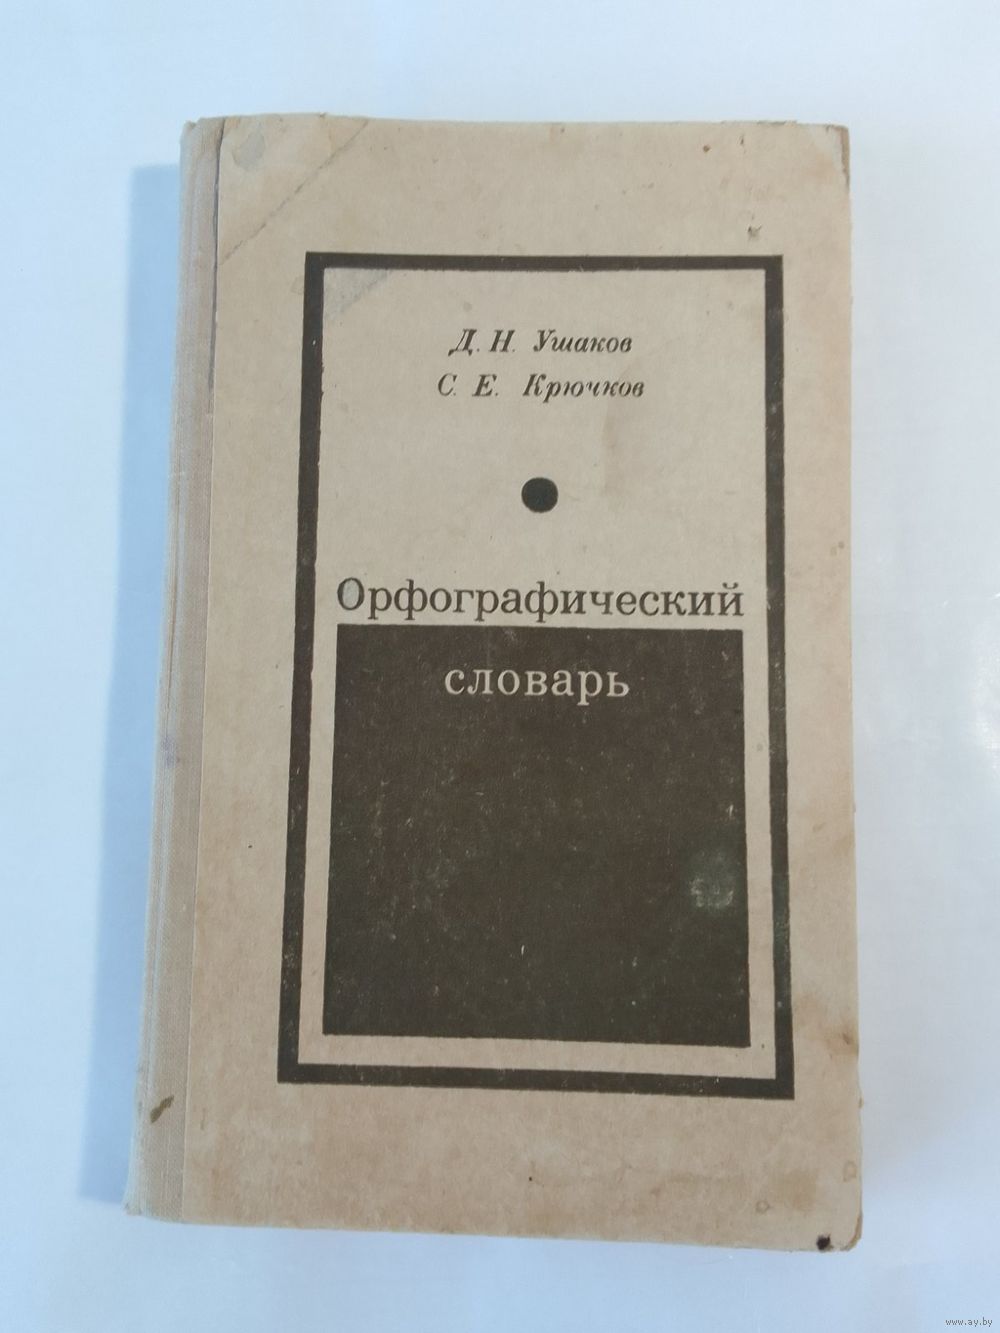 Д. Н. Ушаков
С. Е. Крючков
Орфографический
словарь
www.ay.by